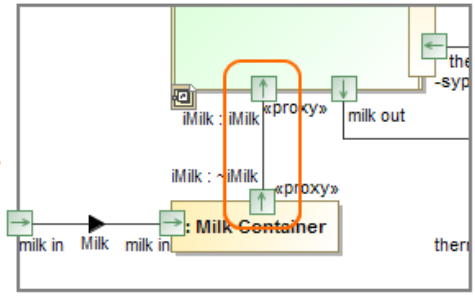 the
-syp
«proxy»
iMilk : iMilk
milk out
iMilk : ~iMilk
«proxy»
: Milk Container
milk in
Milk
milk in
therr